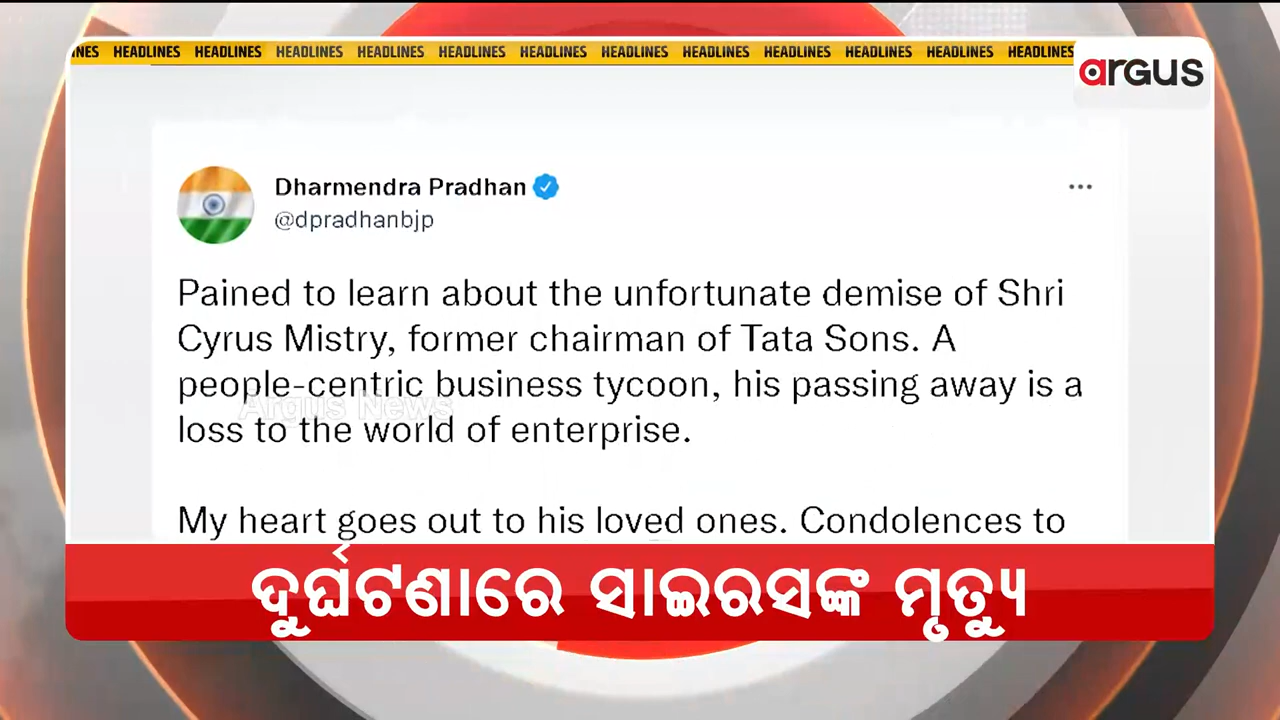 NES HEADLINES HEADLINES HEADLINES HEADLINES HEADLINES HEADLINES HEADLINES HEADLINES HEADLINES HEADLINES HEADLINES HEADLINES
argus
Dharmendra Pradhan
@dpradhanbjp
Pained to learn about the unfortunate demise of Shri
Cyrus Mistry, former chairman of Tata Sons. A
people-centric business tycoon, his passing away is a
Argus News
loss to the world of enterprise.
My heart goes out to his loved ones. Condolences to
ଦୁର୍ଘଟଣାରେ ସାଇରସଙ୍କ ମୃତ୍ୟୁ